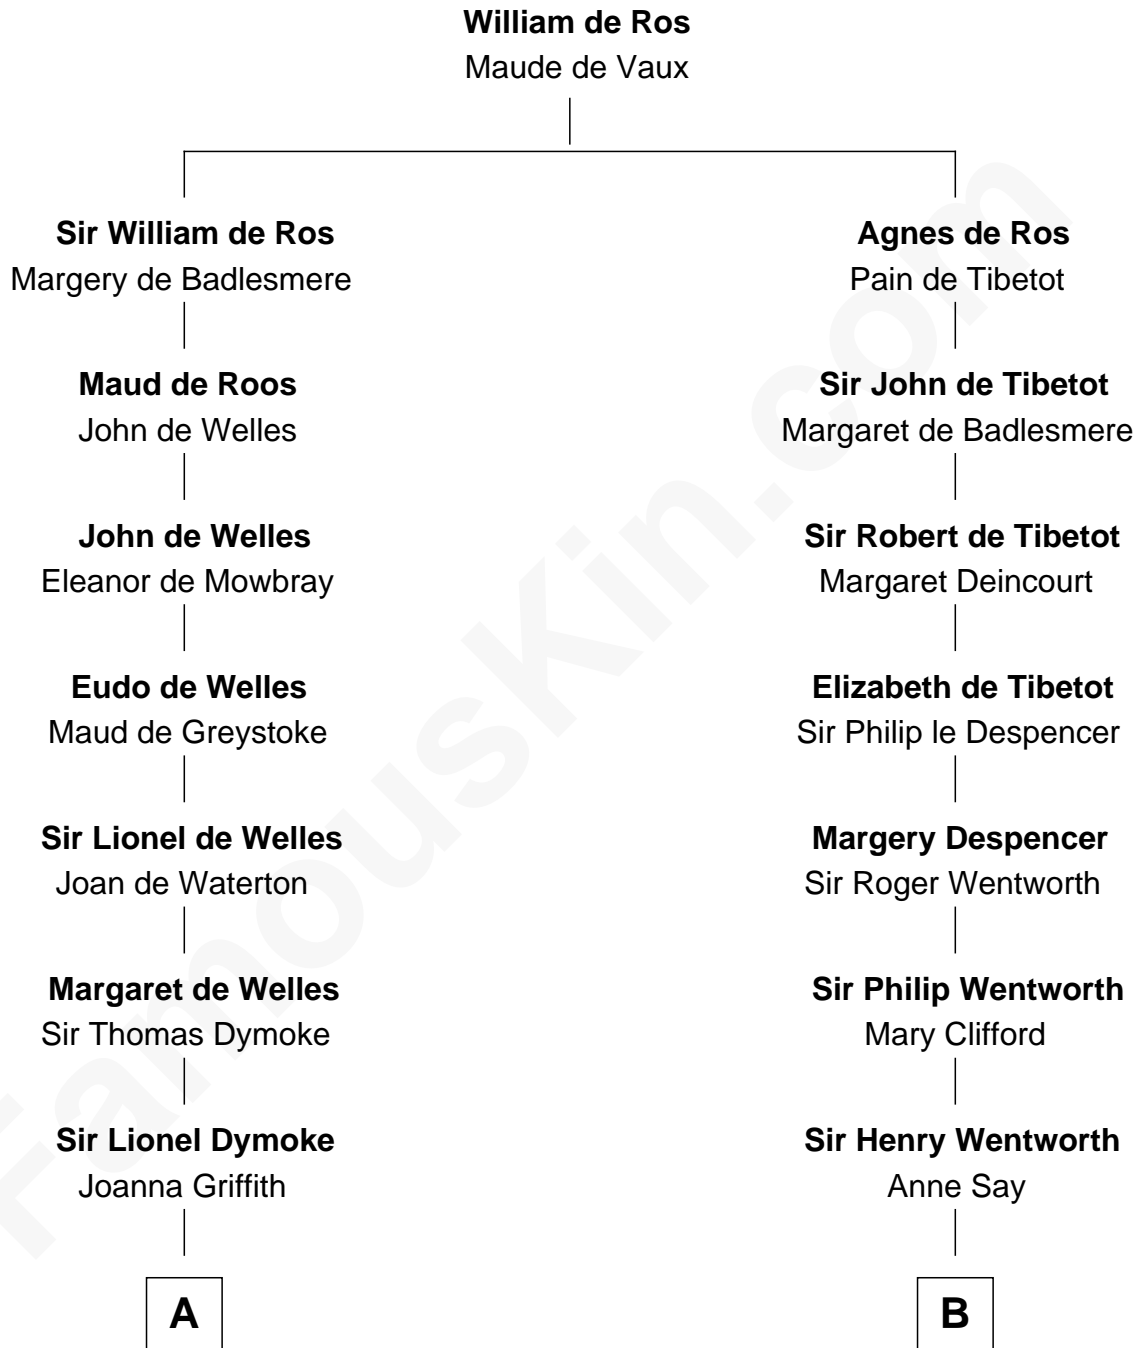 William de Ros
Maude de Vaux
Sir William de Ros
Margery de Badlesmere
Maud de Roos
John de Welles
John de Welles
Eleanor de Mowbray
Eudo de Welles
Maud de Greystoke
Sir Lionel de Welles
Joan de Waterton
Margaret de Welles
Sir Thomas Dymoke
Sir Lionel Dymoke
Joanna Griffith
A
Agnes de Ros
Pain de Tibetot
Sir John de Tibetot
Margaret de Badlesmere
Sir Robert de Tibetot
Margaret Deincourt
Elizabeth de Tibetot
Sir Philip le Despencer
Margery Despencer
Sir Roger Wentworth
Sir Philip Wentworth
Mary Clifford
Sir Henry Wentworth
Anne Say
B
FamousKin.com